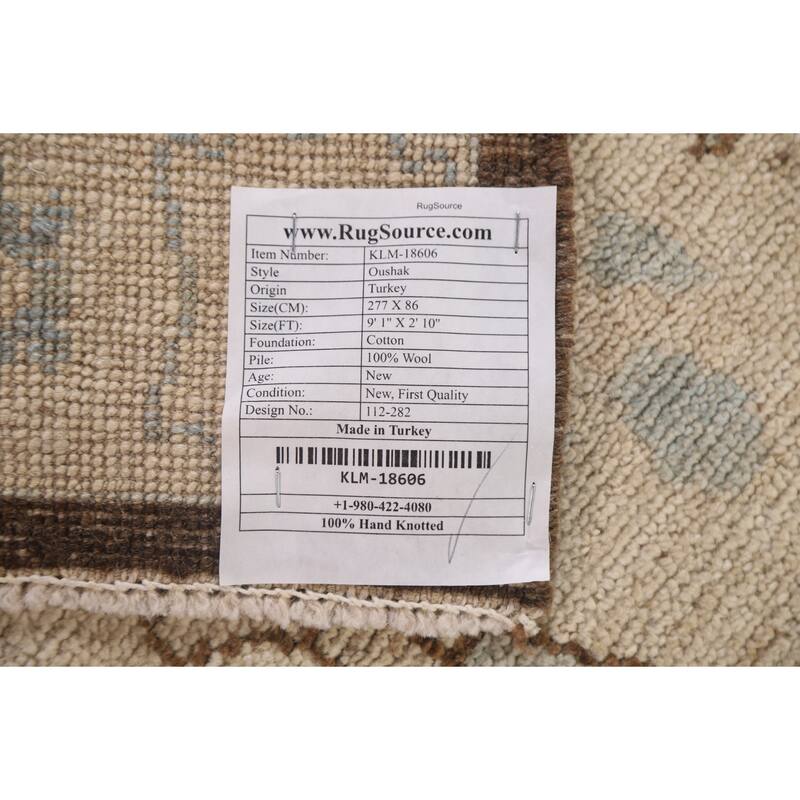 RugSource
www.RugSource.com
Item Number: KLM-18606
Style Oushak
Origin Turkey
Size(CM): 277 X 86
Size(FT): 9' 1" X 2' 10"
Foundation: Cotton
Pile: 100% Wool
Age: New
Condition: New, First Quality
Design No.: 112-282
Made in Turkey
KLM-18606
+1-980-422-4080
100% Hand Knotted